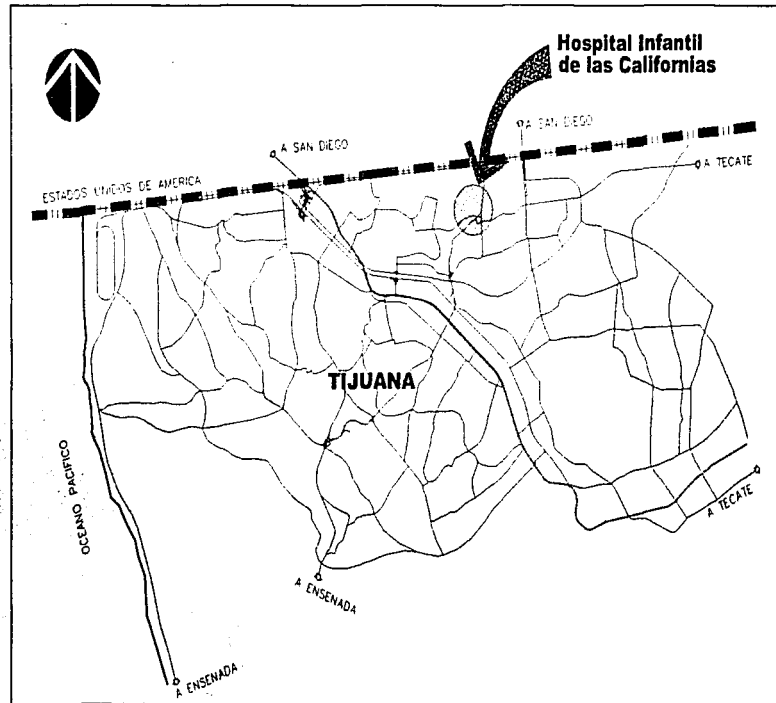 Hospital Infantil
de las Californias
A SAN DIEGO
A SAN DIEGO
A TECATE
ESTADOS UNIDOS DE AMERICA
TIJUANA
OCEANO PACIFICO
A TECATE
A ENSENADA
A ENSENADA